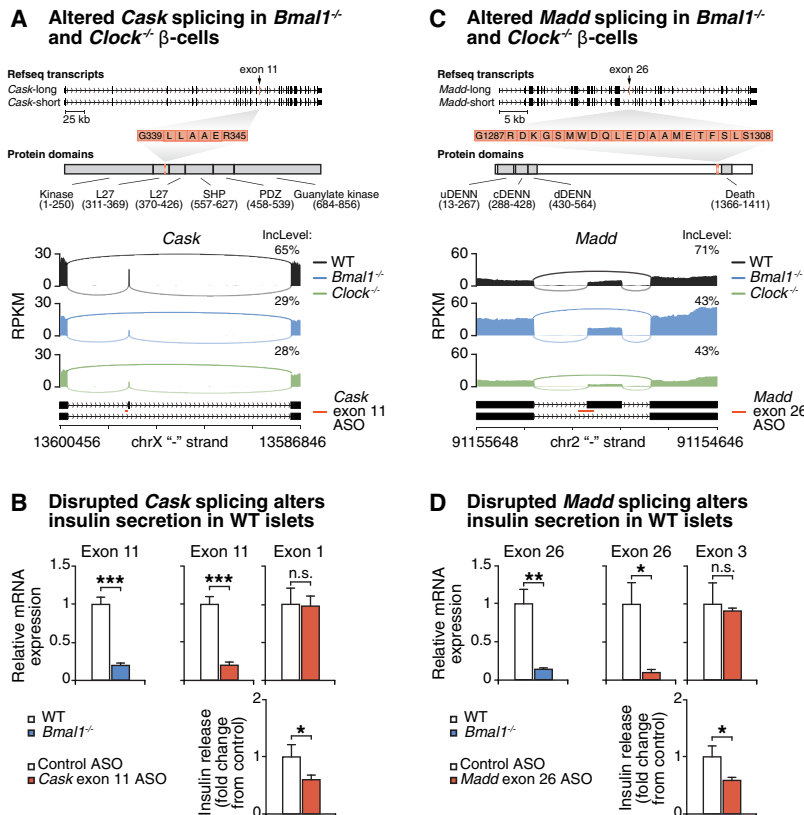 A Altered Cask splicing in Bmal1-/-
and Clock-/- β-cells
exon 11
Refseq transcripts
Cask-long
Cask-short
25 kb
G339 L L A A E R345
Protein domains
Kinase L27 L27 SHP PDZ Guanylate kinase
(1-250) (311-369) (370-426) (557-627) (458-539) (684-856)
Cask
IncLevel:
65%
WT
Bmal1-/-
Clock-/-
30
0
29%
30
0
28%
30
0
RPKM
Cask
exon 11
ASO
13600456 chrX “-” strand 13586846
B Disrupted Cask splicing alters
insulin secretion in WT islets
Exon 11 Exon 11 Exon 1
*** *** n.s.
Relative mRNA
expression
1.5
1
0.5
0
WT
Bmal1-/-
Control ASO
Cask exon 11 ASO
Insulin release
(fold change
from control)
2
1
0
*
C Altered Madd splicing in Bmal1-/-
and Clock-/- β-cells
exon 26
Refseq transcripts
Madd-long
Madd-short
5 kb
G1287 R D K G S M W D Q L E D A A M E T F S L S1308
Protein domains
uDENN cDENN dDENN Death
(13-267) (288-428) (430-564) (1366-1411)
Madd
IncLevel:
71%
WT
Bmal1-/-
Clock-/-
60
0
43%
60
0
43%
60
0
RPKM
Madd
exon 26
ASO
91155648 chr2 “-” strand 91154646
D Disrupted Madd splicing alters
insulin secretion in WT islets
Exon 26 Exon 26 Exon 3
** * n.s.
Relative mRNA
expression
1.5
1
0.5
0
WT
Bmal1-/-
Control ASO
Madd exon 26 ASO
Insulin release
(fold change
from control)
2
1
0
*